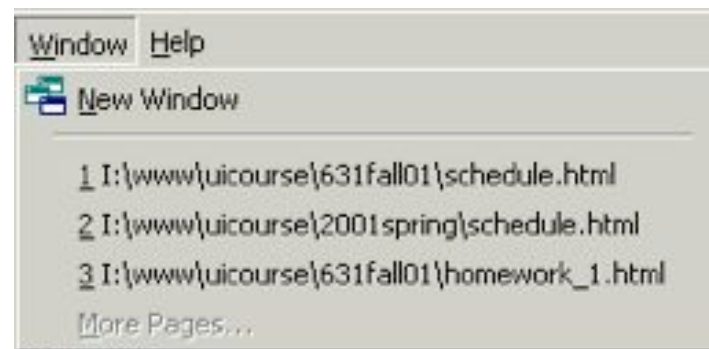 Window Help
New Window
1 I:\www\uicourse\631fall01\schedule.html
2 I:\www\uicourse\2001spring\schedule.html
3 I:\www\uicourse\631fall01\homework_1.html
More Pages...